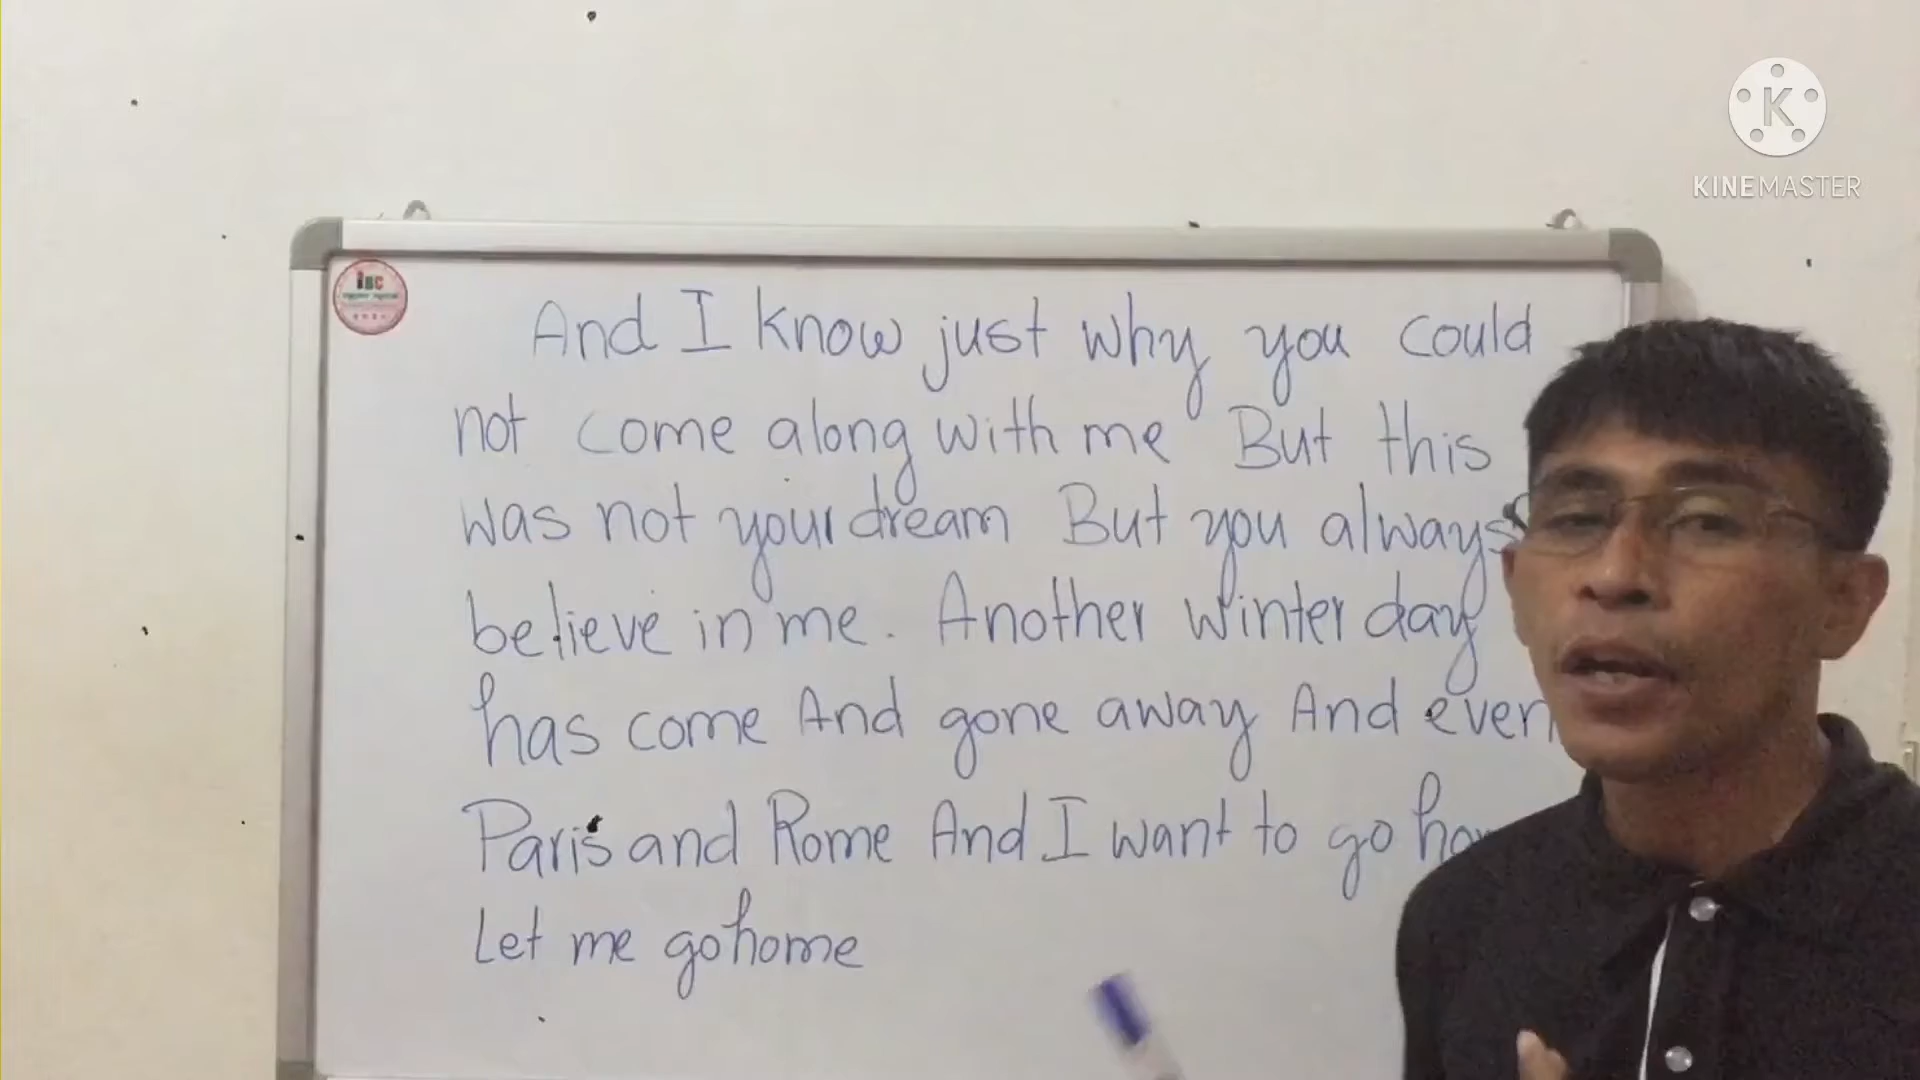 KINEMASTER
IBC
And I know just why you could
not come along with me But this
was not your dream But you always
believe in me. Another winter day
has come And gone away And even
Paris and Rome And I want to go
Let me go home